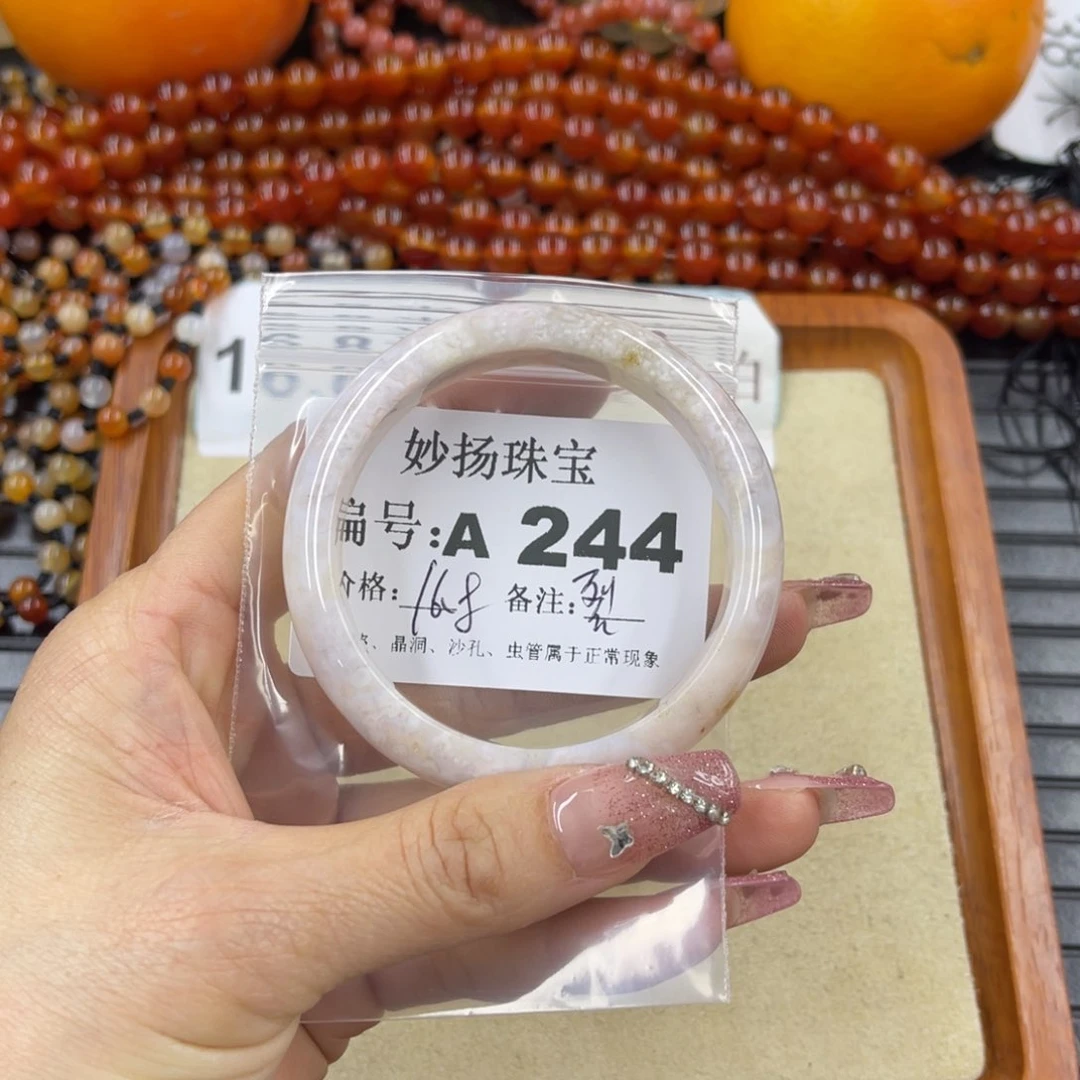 妙扬珠宝
编号:A 244
价格: 168 备注: 裂
、晶洞、沙孔、虫管属于正常现象